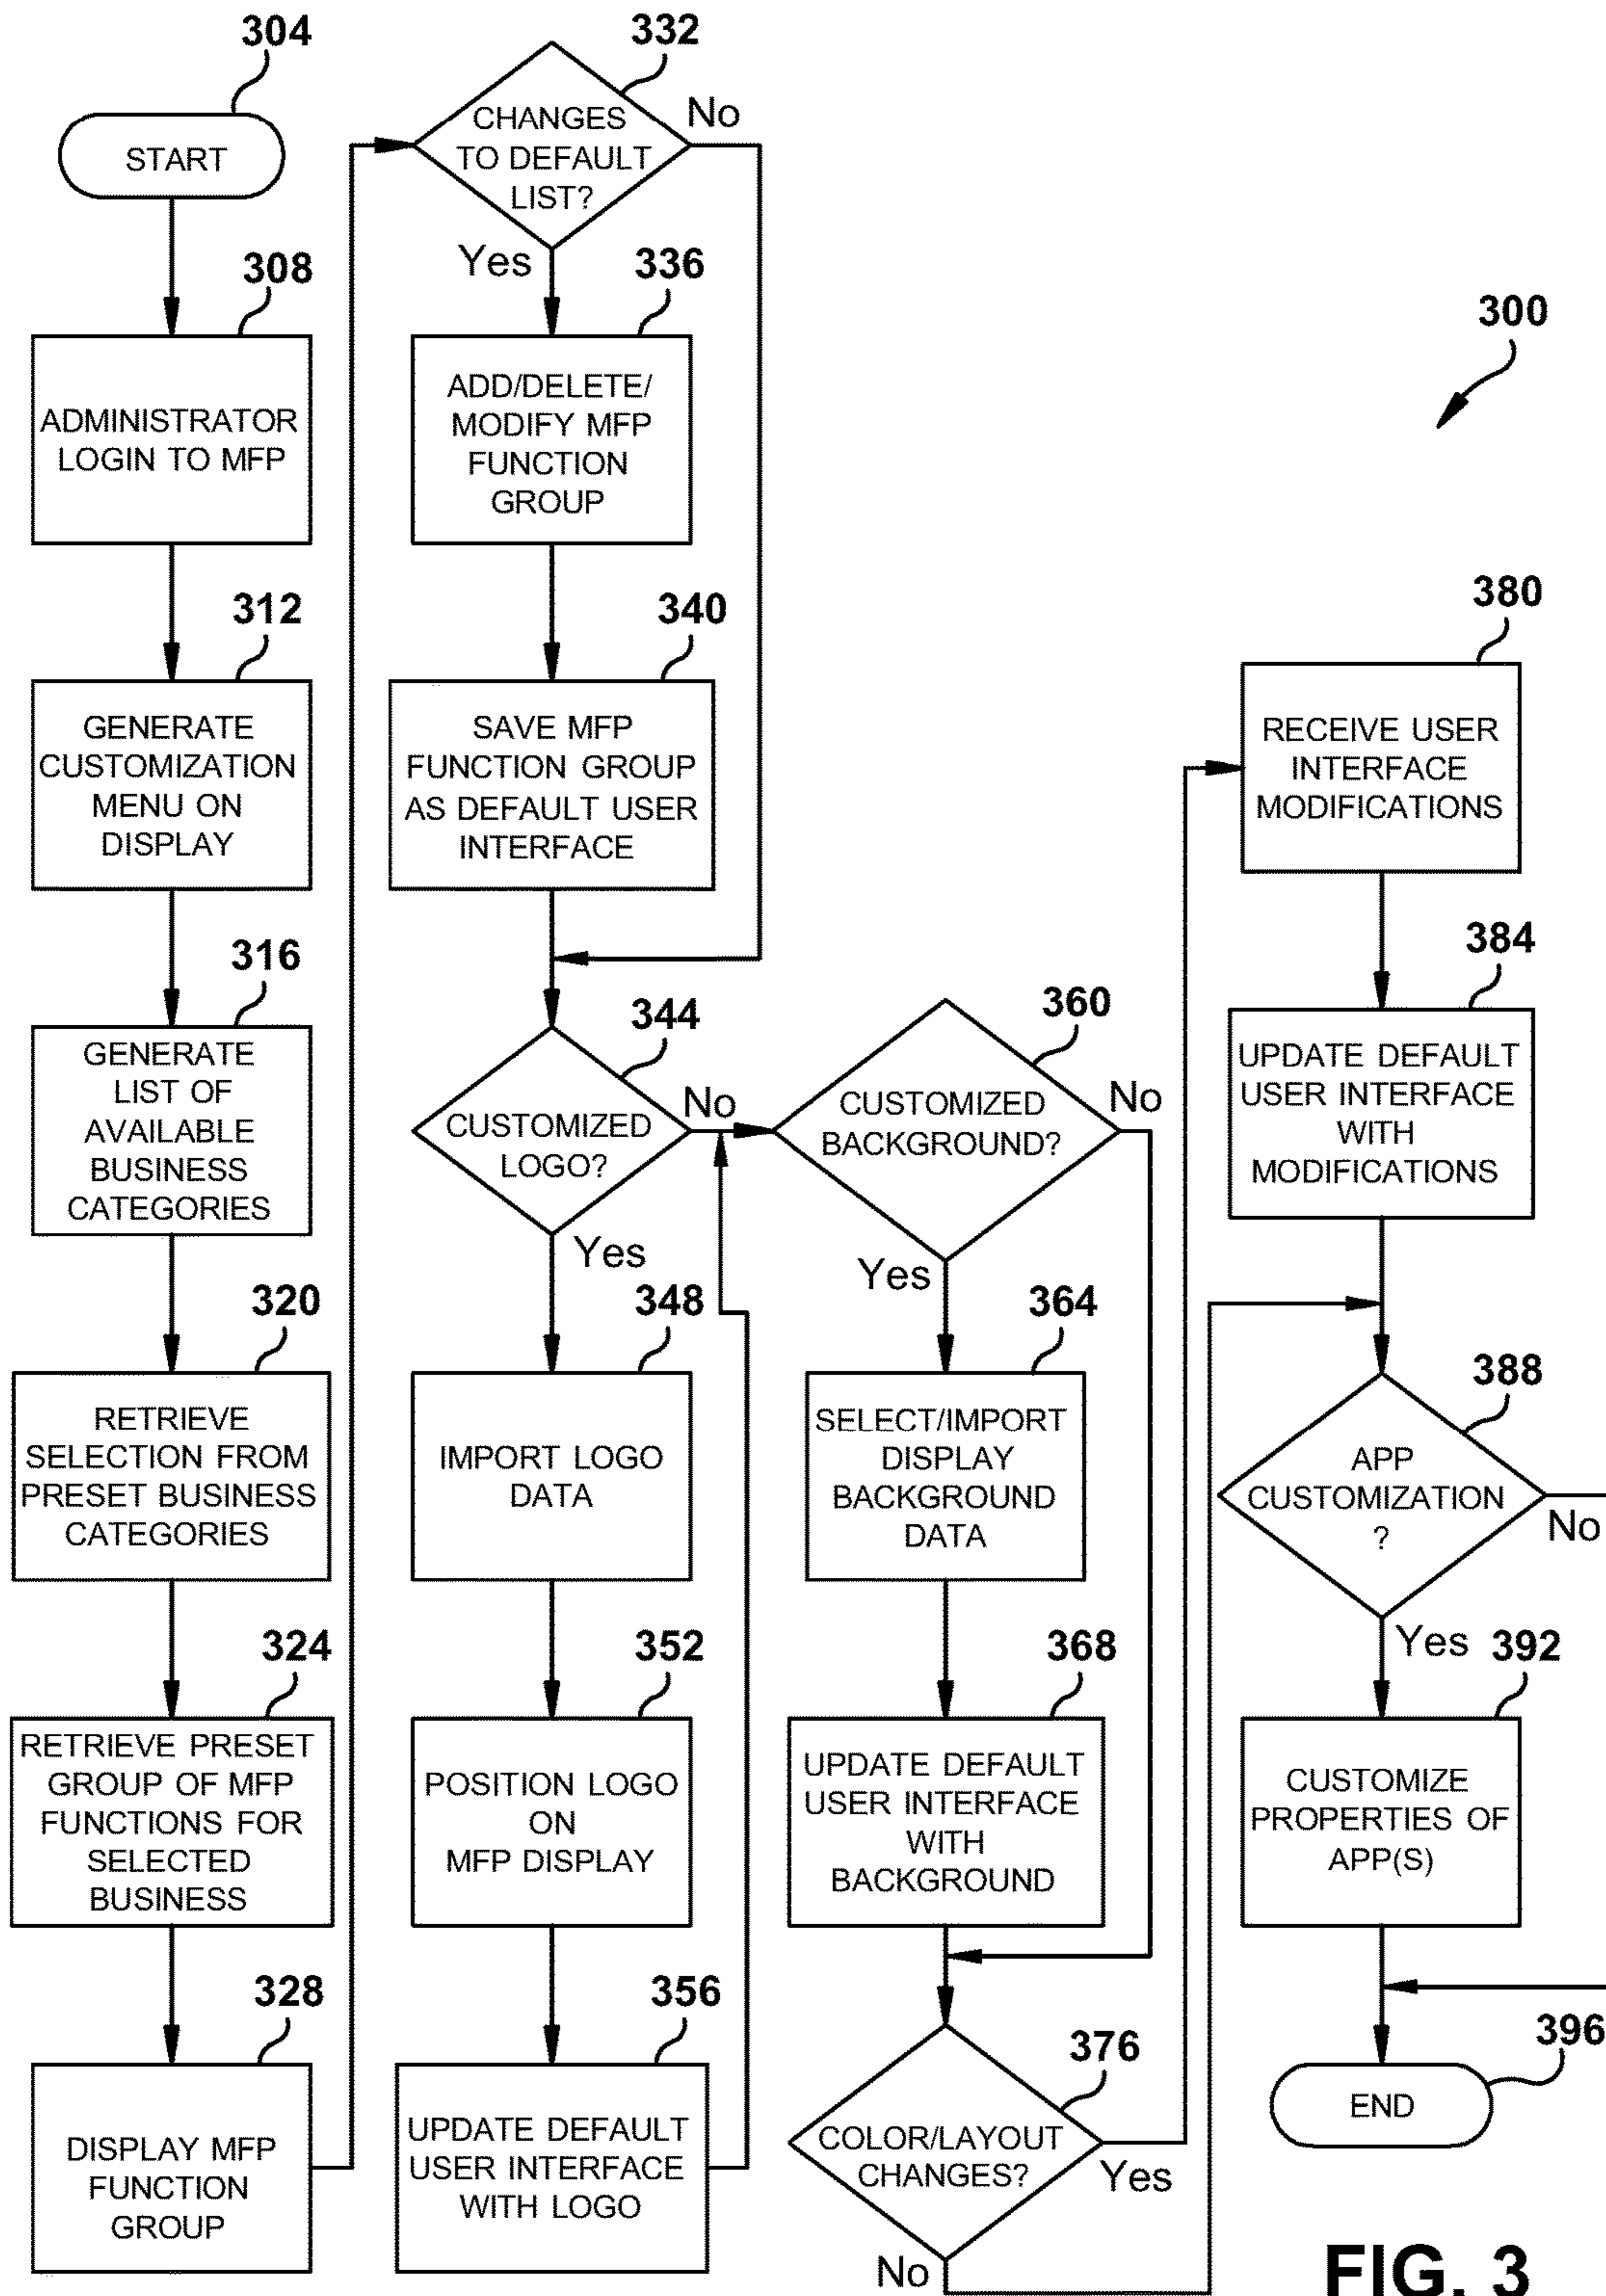 304
START
308
ADMINISTRATOR
LOGIN TO MFP
312
GENERATE
CUSTOMIZATION
MENU ON
DISPLAY
316
GENERATE
LIST OF
AVAILABLE
BUSINESS
CATEGORIES
320
RETRIEVE
SELECTION FROM
PRESET BUSINESS
CATEGORIES
324
RETRIEVE PRESET
GROUP OF MFP
FUNCTIONS FOR
SELECTED
BUSINESS
328
DISPLAY MFP
FUNCTION
GROUP
332
CHANGES
TO DEFAULT
LIST?
No
Yes
336
ADD/DELETE/
MODIFY MFP
FUNCTION
GROUP
340
SAVE MFP
FUNCTION GROUP
AS DEFAULT USER
INTERFACE
344
CUSTOMIZED
LOGO?
No
Yes
348
IMPORT LOGO
DATA
352
POSITION LOGO
ON
MFP DISPLAY
356
UPDATE DEFAULT
USER INTERFACE
WITH LOGO
360
CUSTOMIZED
BACKGROUND?
No
Yes
364
SELECT/IMPORT
DISPLAY
BACKGROUND
DATA
368
UPDATE DEFAULT
USER INTERFACE
WITH
BACKGROUND
376
COLOR/LAYOUT
CHANGES?
Yes
No
300
380
RECEIVE USER
INTERFACE
MODIFICATIONS
384
UPDATE DEFAULT
USER INTERFACE
WITH
MODIFICATIONS
388
APP
CUSTOMIZATION
?
No
Yes
392
CUSTOMIZE
PROPERTIES OF
APP(S)
396
END
FIG. 3